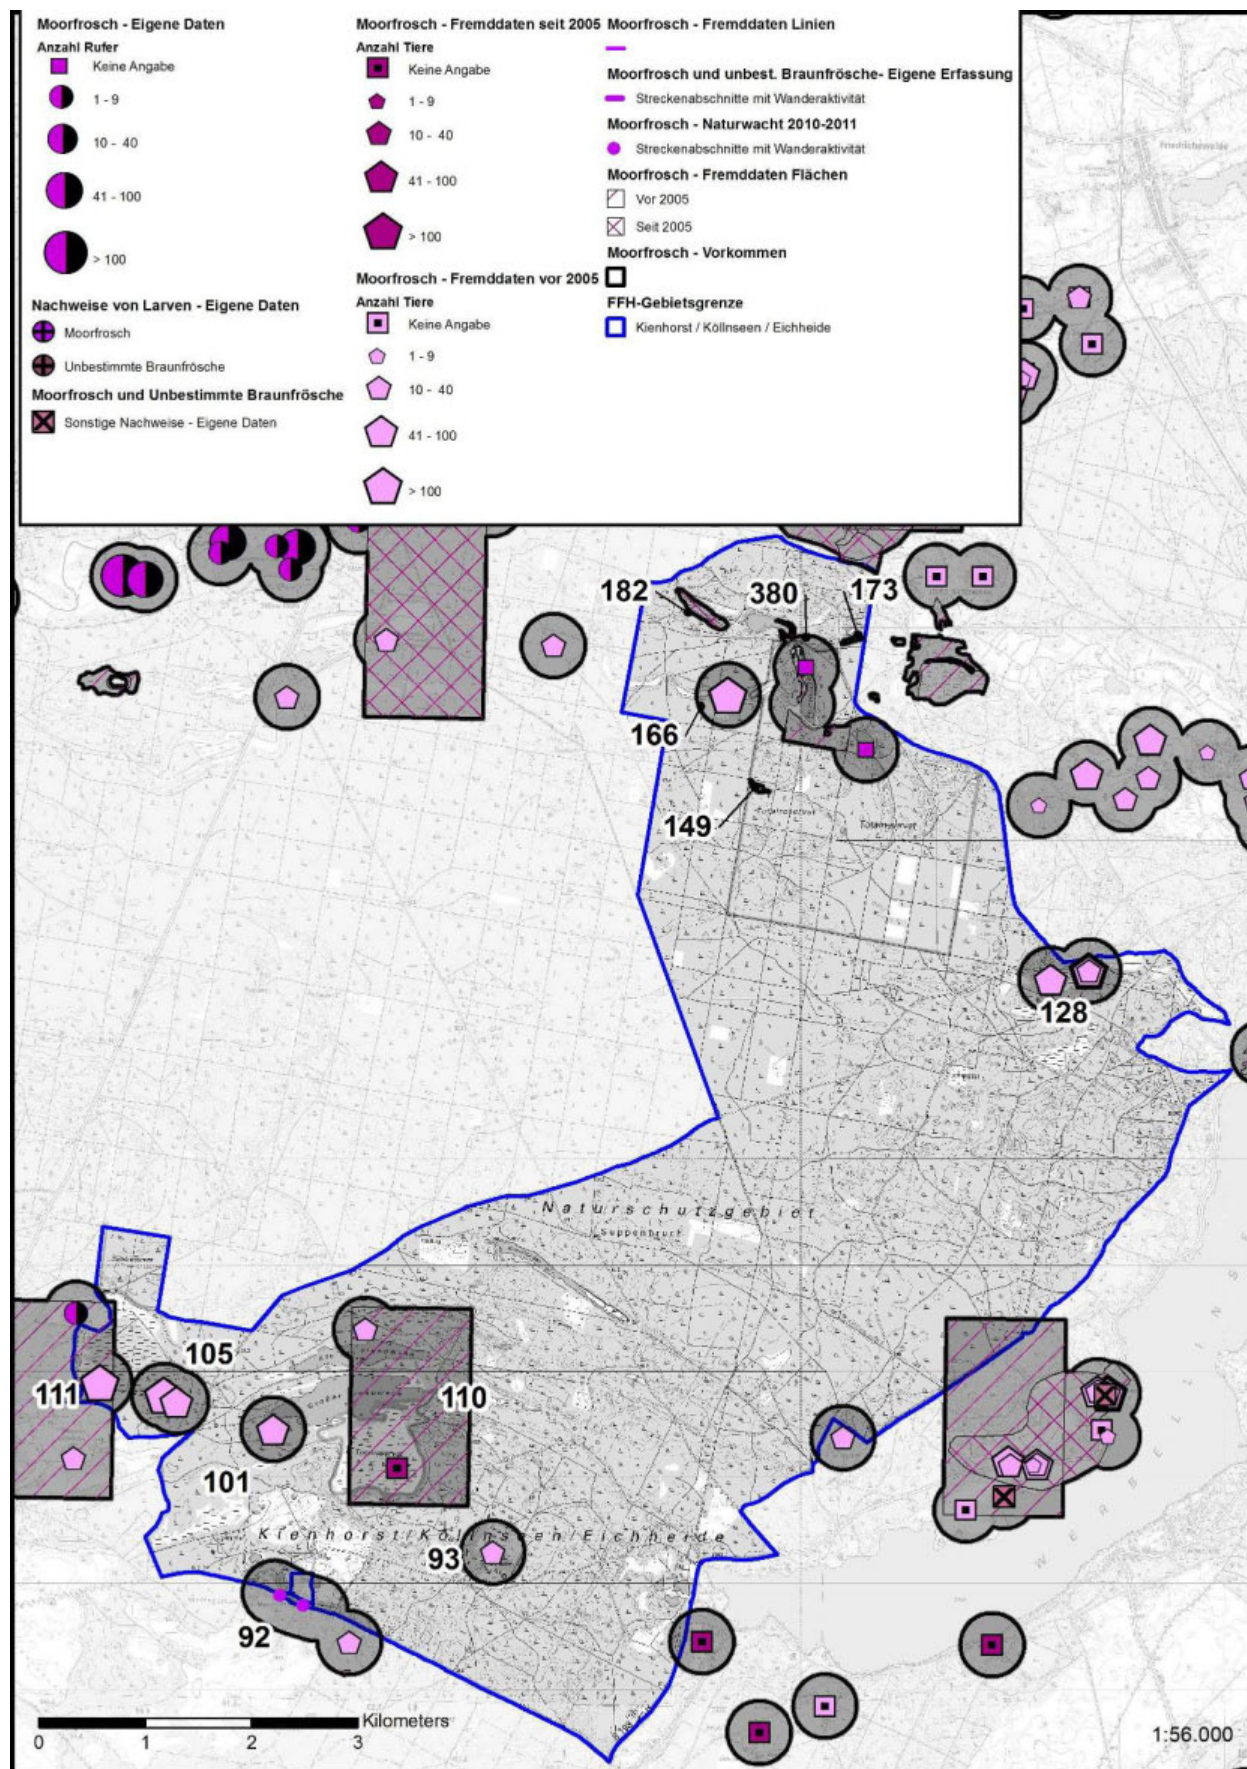 Moorfrosch - Eigene Daten
Anzahl Rufer
Keine Angabe
1 - 9
10 - 40
41 - 100
> 100
Nachweise von Larven - Eigene Daten
Moorfrosch
Unbestimmte Braunfrösche
Moorfrosch und Unbestimmte Braunfrösche
Sonstige Nachweise - Eigene Daten
Moorfrosch - Fremddaten seit 2005
Anzahl Tiere
Keine Angabe
1 - 9
10 - 40
41 - 100
> 100
Moorfrosch - Fremddaten vor 2005
Anzahl Tiere
Keine Angabe
1 - 9
10 - 40
41 - 100
> 100
Moorfrosch - Fremddaten Linien
Moorfrosch und unbest. Braunfrösche- Eigene Erfassung
Streckenabschnitte mit Wanderaktivität
Moorfrosch - Naturwacht 2010-2011
Streckenabschnitte mit Wanderaktivität
Moorfrosch - Fremddaten Flächen
Vor 2005
Seit 2005
Moorfrosch - Vorkommen
FFH-Gebietsgrenze
Kienhorst / Köllnseen / Eichheide
Friedrichswalde
182
380
173
166
149
Totalreservat
Totalreservat
128
Naturschutzgebiet
Suppenbruch
105
111
110
101
Kienhorst/Köllnseen/Eichheide
93
92
WERBELLINS
Kilometers
0 1 2 3
1:56.000